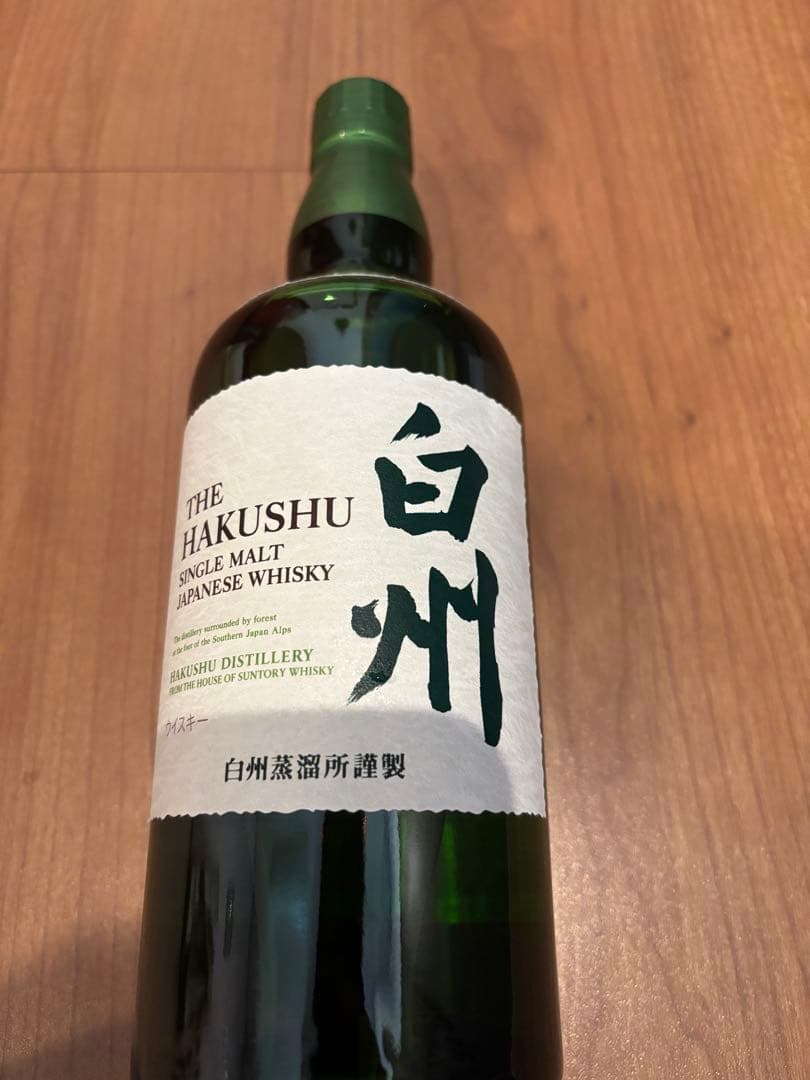 白州
THE
HAKUSHU
SINGLE MALT
JAPANESE WHISKY
The distillery surrounded by forest
at the foot of the Southern Japan Alps
HAKUSHU DISTILLERY
FROM THE HOUSE OF SUNTORY WHISKY
ウイスキー
白州蒸溜所謹製